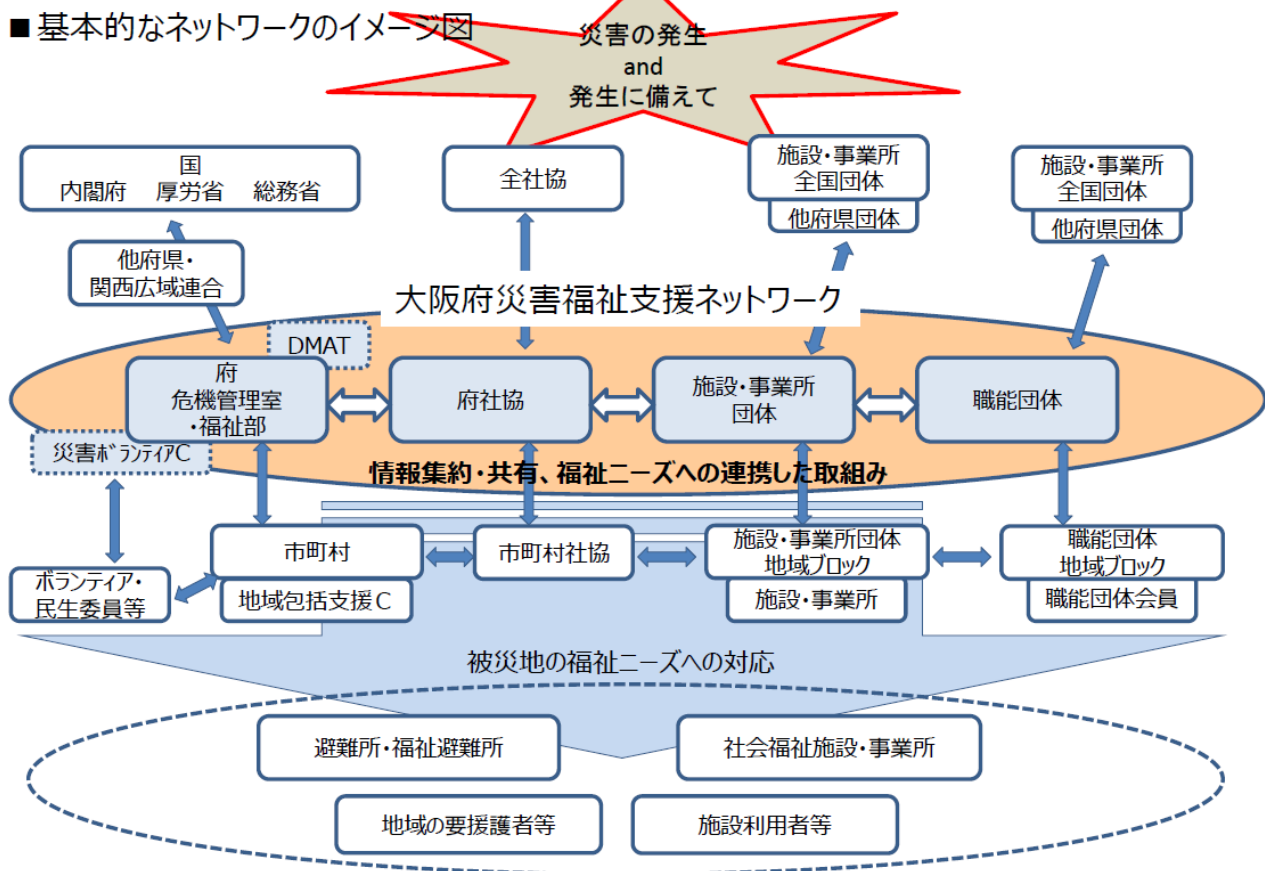 ■基本的なネットワークのイメージ図
災害の発生
and
発生に備えて
国
内閣府 厚労省 総務省
全社協
施設・事業所
全国団体
他府県団体
施設・事業所
全国団体
他府県団体
他府県・
関西広域連合
大阪府災害福祉支援ネットワーク
DMAT
府
危機管理室
・福祉部
府社協
施設・事業所
団体
職能団体
災害ボランティアC
情報集約・共有、福祉ニーズへの連携した取組み
市町村
地域包括支援C
市町村社協
施設・事業所団体
地域ブロック
施設・事業所
職能団体
地域ブロック
職能団体会員
ボランティア・
民生委員等
被災地の福祉ニーズへの対応
避難所・福祉避難所
社会福祉施設・事業所
地域の要援護者等
施設利用者等